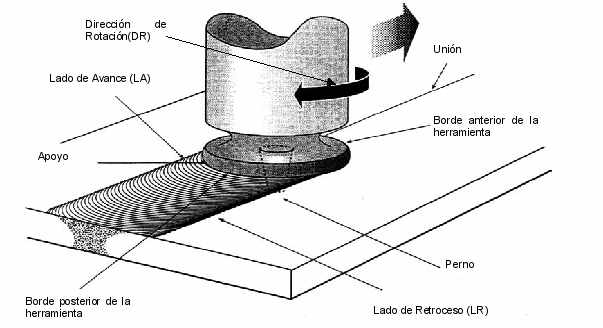 Dirección de
Rotación(DR)
Unión
Lado de Avance (LA)
Borde anterior de la
herramienta
Apoyo
Perno
Borde posterior de la
herramienta
Lado de Retroceso (LR)